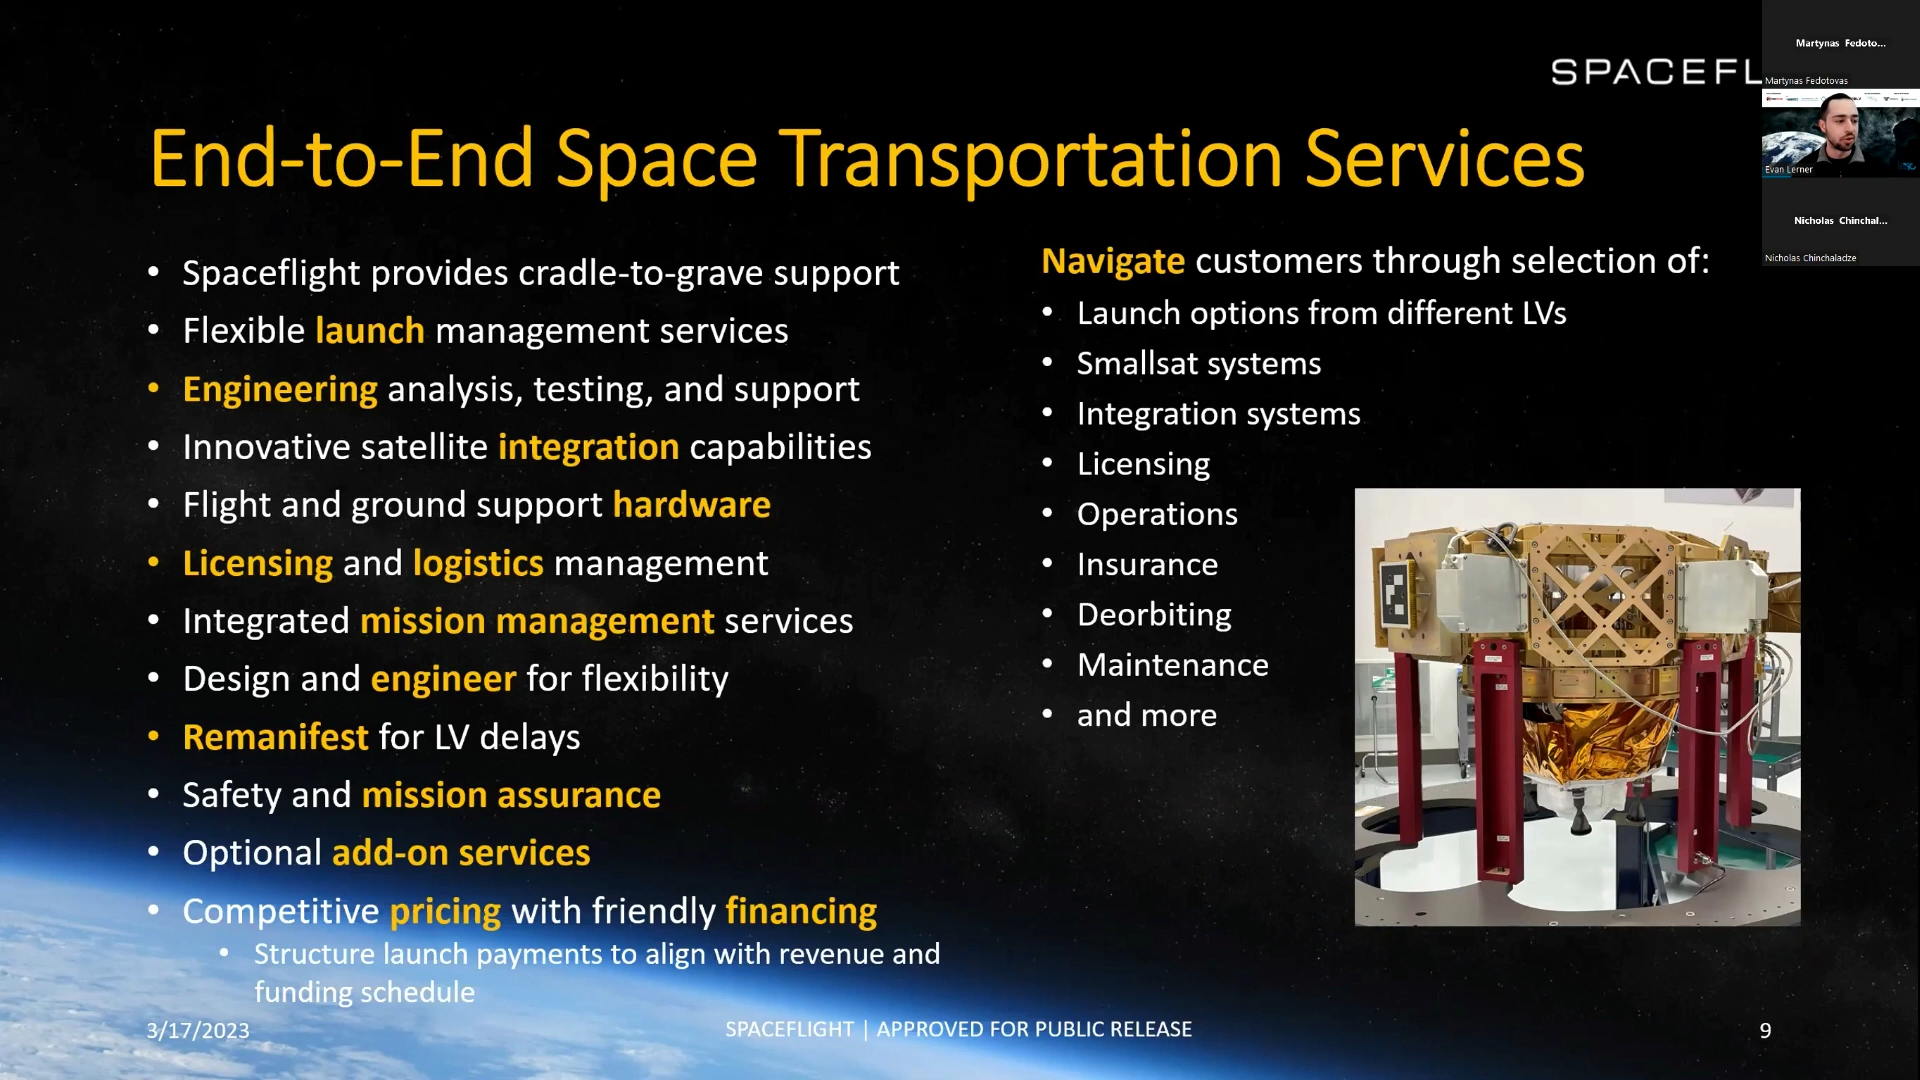 SPACEFL
End-to-End Space Transportation Services
• Spaceflight provides cradle-to-grave support
• Flexible launch management services
• Engineering analysis, testing, and support
• Innovative satellite integration capabilities
• Flight and ground support hardware
• Licensing and logistics management
• Integrated mission management services
• Design and engineer for flexibility
• Remanifest for LV delays
• Safety and mission assurance
• Optional add-on services
• Competitive pricing with friendly financing
• Structure launch payments to align with revenue and
funding schedule
Navigate customers through selection of:
• Launch options from different LVs
• Smallsat systems
• Integration systems
• Licensing
• Operations
• Insurance
• Deorbiting
• Maintenance
• and more
3/17/2023
SPACEFLIGHT | APPROVED FOR PUBLIC RELEASE
9
Martynas Fedoto...
Martynas Fedotovas
Evan Lerner
Nicholas Chinchal...
Nicholas Chinchaladze